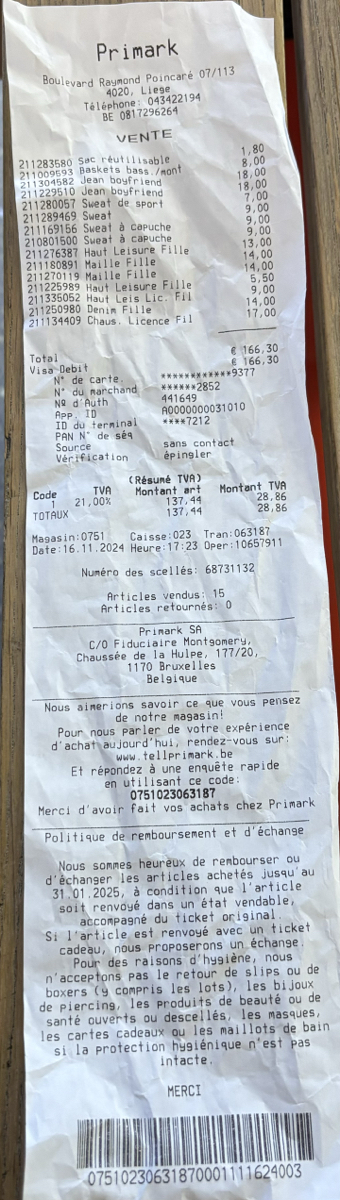 Primark
Boulevard Raymond Poincaré 07/113
4020, Liege
Téléphone: 043422194
BE 0817296264
VENTE
211283580 Sac réutilisable 1,80
211009593 Baskets bass./mont 8,00
211304582 Jean boyfriend 18,00
211229510 Jean boyfriend 18,00
211280057 Sweat de sport 7,00
211289469 Sweat 9,00
211169156 Sweat à capuche 9,00
210801500 Sweat à capuche 9,00
211276387 Haut Leisure Fille 13,00
211180891 Maille Fille 14,00
211270119 Maille Fille 14,00
211225989 Haut Leisure Fille 5,50
211335052 Haut Leis Lic. Fil 9,00
211250980 Denim Fille 14,00
211134409 Chaus. Licence Fil 17,00
Total € 166,30
Visa Debit € 166,30
N° de carte. ************9377
N° du marchand ******2852
Nº d'Auth 441649
App. ID A0000000031010
ID du terminal ****7212
PAN N° de séq
Source sans contact
Vérification épingler
(Résumé TVA)
Code TVA Montant art Montant TVA
1 21,00% 137,44 28,86
TOTAUX 137,44 28,86
Magasin:0751 Caisse:023 Tran:063187
Date:16.11.2024 Heure:17:23 Oper:10657911
Numéro des scellés: 68731132
Articles vendus: 15
Articles retournés: 0
Primark SA
C/O Fiduciaire Montgomery,
Chaussée de la Hulpe, 177/20,
1170 Bruxelles
Belgique
Nous aimerions savoir ce que vous pensez
de notre magasin!
Pour nous parler de votre expérience
d'achat aujourd'hui, rendez-vous sur:
www.tellprimark.be
Et répondez à une enquête rapide
en utilisant ce code:
0751023063187
Merci d'avoir fait vos achats chez Primark
Politique de remboursement et d'échange
Nous sommes heureux de rembourser ou
d'échanger les articles achetés jusqu'au
31.01.2025, à condition que l'article
soit renvoyé dans un état vendable,
accompagné du ticket original.
Si l'article est renvoyé avec un ticket
cadeau, nous proposerons un échange.
Pour des raisons d'hygiène, nous
n'acceptons pas le retour de slips ou de
boxers (y compris les lots), les bijoux
de piercing, les produits de beauté ou de
santé ouverts ou descellés, les masques,
les cartes cadeaux ou les maillots de bain
si la protection hygiénique n'est pas
intacte.
MERCI
07510230631870001111624003